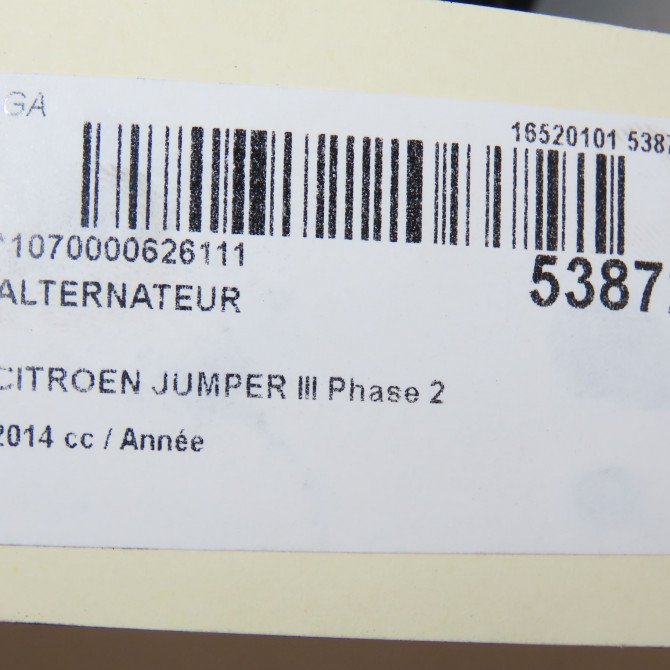 GA
16520101 5387
*1070000626111
5387
ALTERNATEUR
CITROEN JUMPER III Phase 2
2014 cc / Année